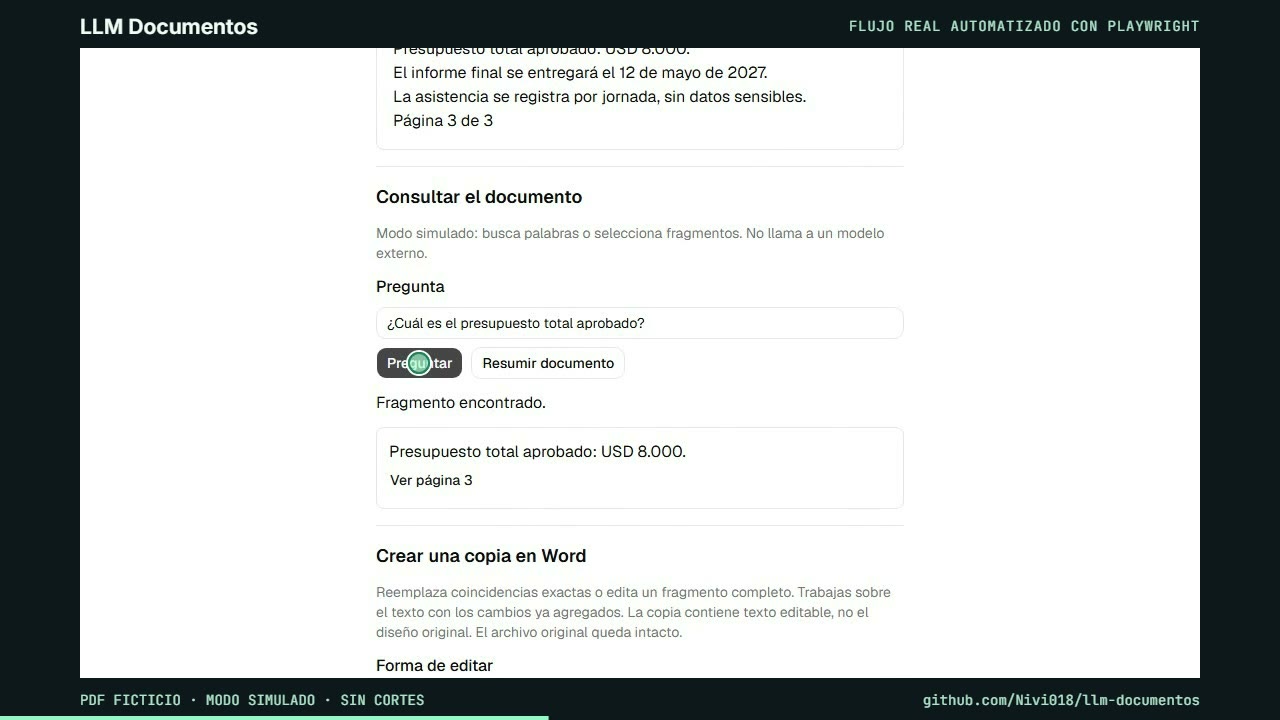 LLM Documentos
FLUJO REAL AUTOMATIZADO CON PLAYWRIGHT
Presupuesto total aprobado: USD 8.000.
El informe final se entregará el 12 de mayo de 2027.
La asistencia se registra por jornada, sin datos sensibles.
Página 3 de 3
Consultar el documento
Modo simulado: busca palabras o selecciona fragmentos. No llama a un modelo
externo.
Pregunta
¿Cuál es el presupuesto total aprobado?
Preguntar
Resumir documento
Fragmento encontrado.
Presupuesto total aprobado: USD 8.000.
Ver página 3
Crear una copia en Word
Reemplaza coincidencias exactas o edita un fragmento completo. Trabajas sobre
el texto con los cambios ya agregados. La copia contiene texto editable, no el
diseño original. El archivo original queda intacto.
Forma de editar
PDF FICTICIO · MODO SIMULADO · SIN CORTES
github.com/Nivi018/llm-documentos